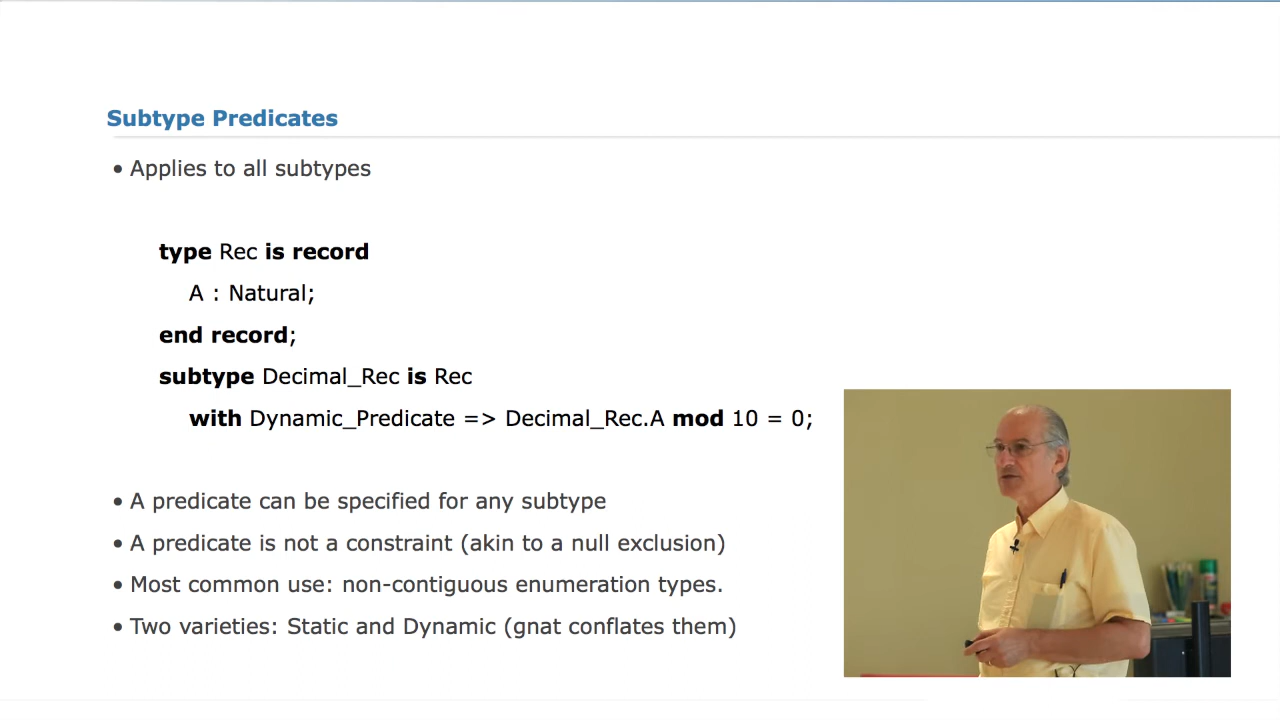 Subtype Predicates
• Applies to all subtypes
type Rec is record
A : Natural;
end record;
subtype Decimal_Rec is Rec
with Dynamic_Predicate => Decimal_Rec.A mod 10 = 0;
• A predicate can be specified for any subtype
• A predicate is not a constraint (akin to a null exclusion)
• Most common use: non-contiguous enumeration types.
• Two varieties: Static and Dynamic (gnat conflates them)